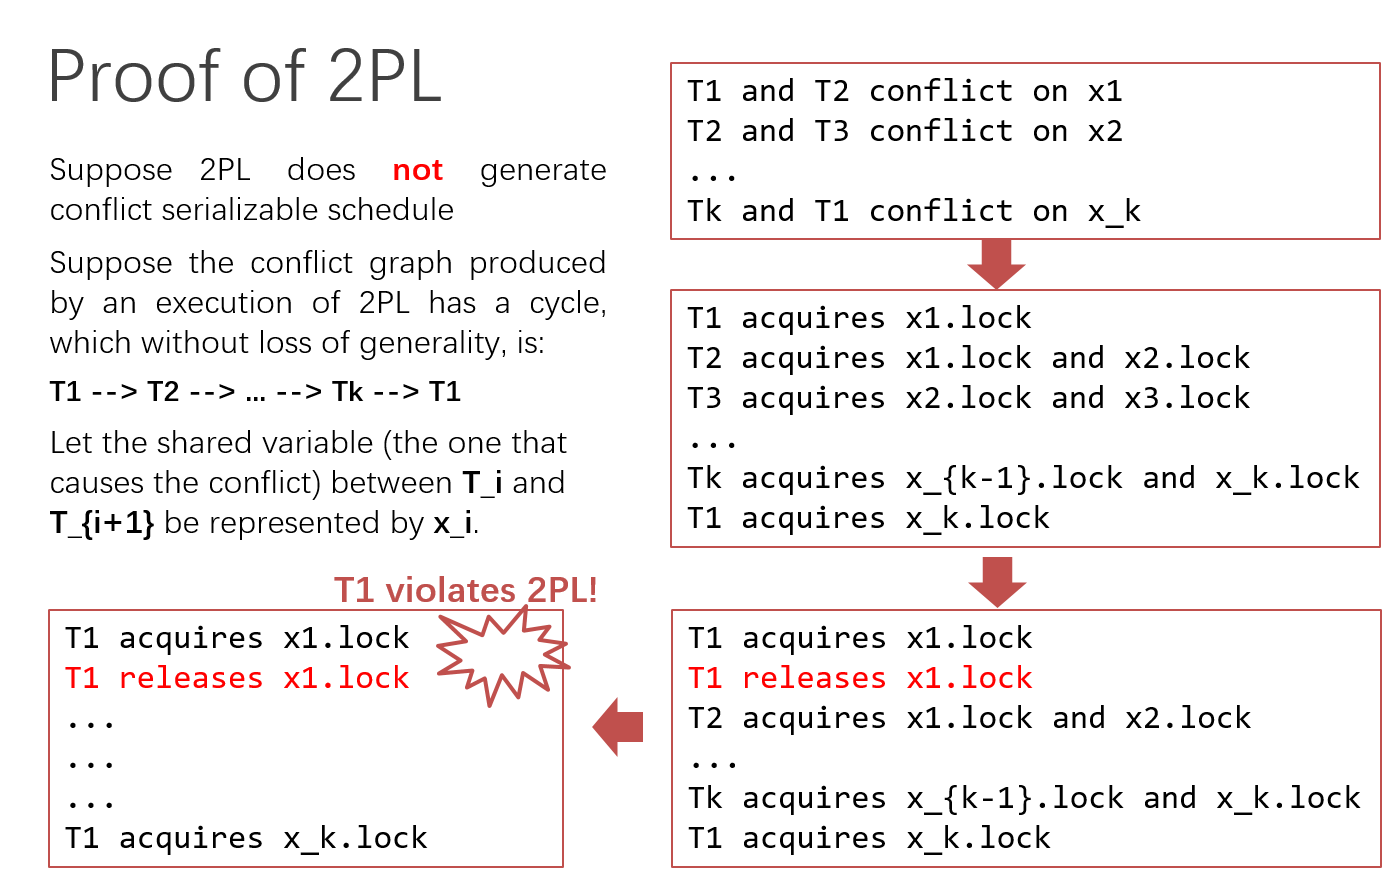 Proof of 2PL
Suppose 2PL does not generate
conflict serializable schedule
Suppose the conflict graph produced
by an execution of 2PL has a cycle,
which without loss of generality, is:
T1 --> T2 --> ... --> Tk --> T1
Let the shared variable (the one that
causes the conflict) between T_i and
T_{i+1} be represented by x_i.
T1 and T2 conflict on x1
T2 and T3 conflict on x2
...
Tk and T1 conflict on x_k
T1 acquires x1.lock
T2 acquires x1.lock and x2.lock
T3 acquires x2.lock and x3.lock
...
Tk acquires x_{k-1}.lock and x_k.lock
T1 acquires x_k.lock
T1 acquires x1.lock
T1 releases x1.lock
T2 acquires x1.lock and x2.lock
...
Tk acquires x_{k-1}.lock and x_k.lock
T1 acquires x_k.lock
T1 violates 2PL!
T1 acquires x1.lock
T1 releases x1.lock
...
...
...
T1 acquires x_k.lock